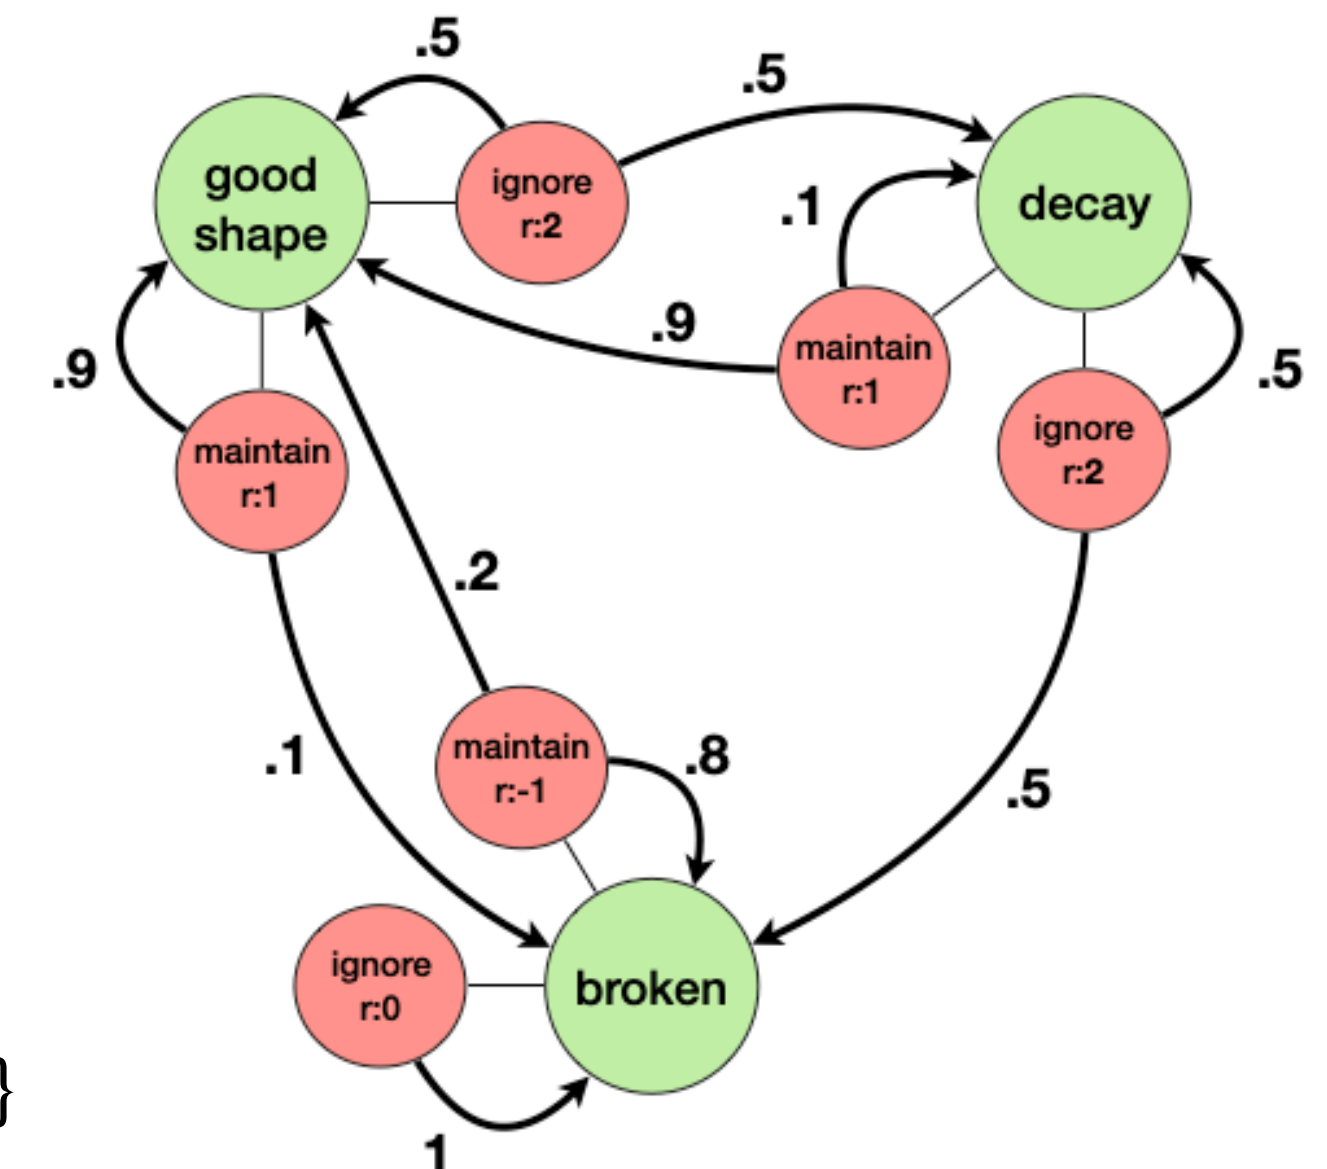 .5
.5
good
shape
ignore
r:2
decay
.1
.9
.9
maintain
r:1
.5
maintain
r:1
ignore
r:2
.2
.1
maintain
r:-1
.8
.5
ignore
r:0
broken
}
1